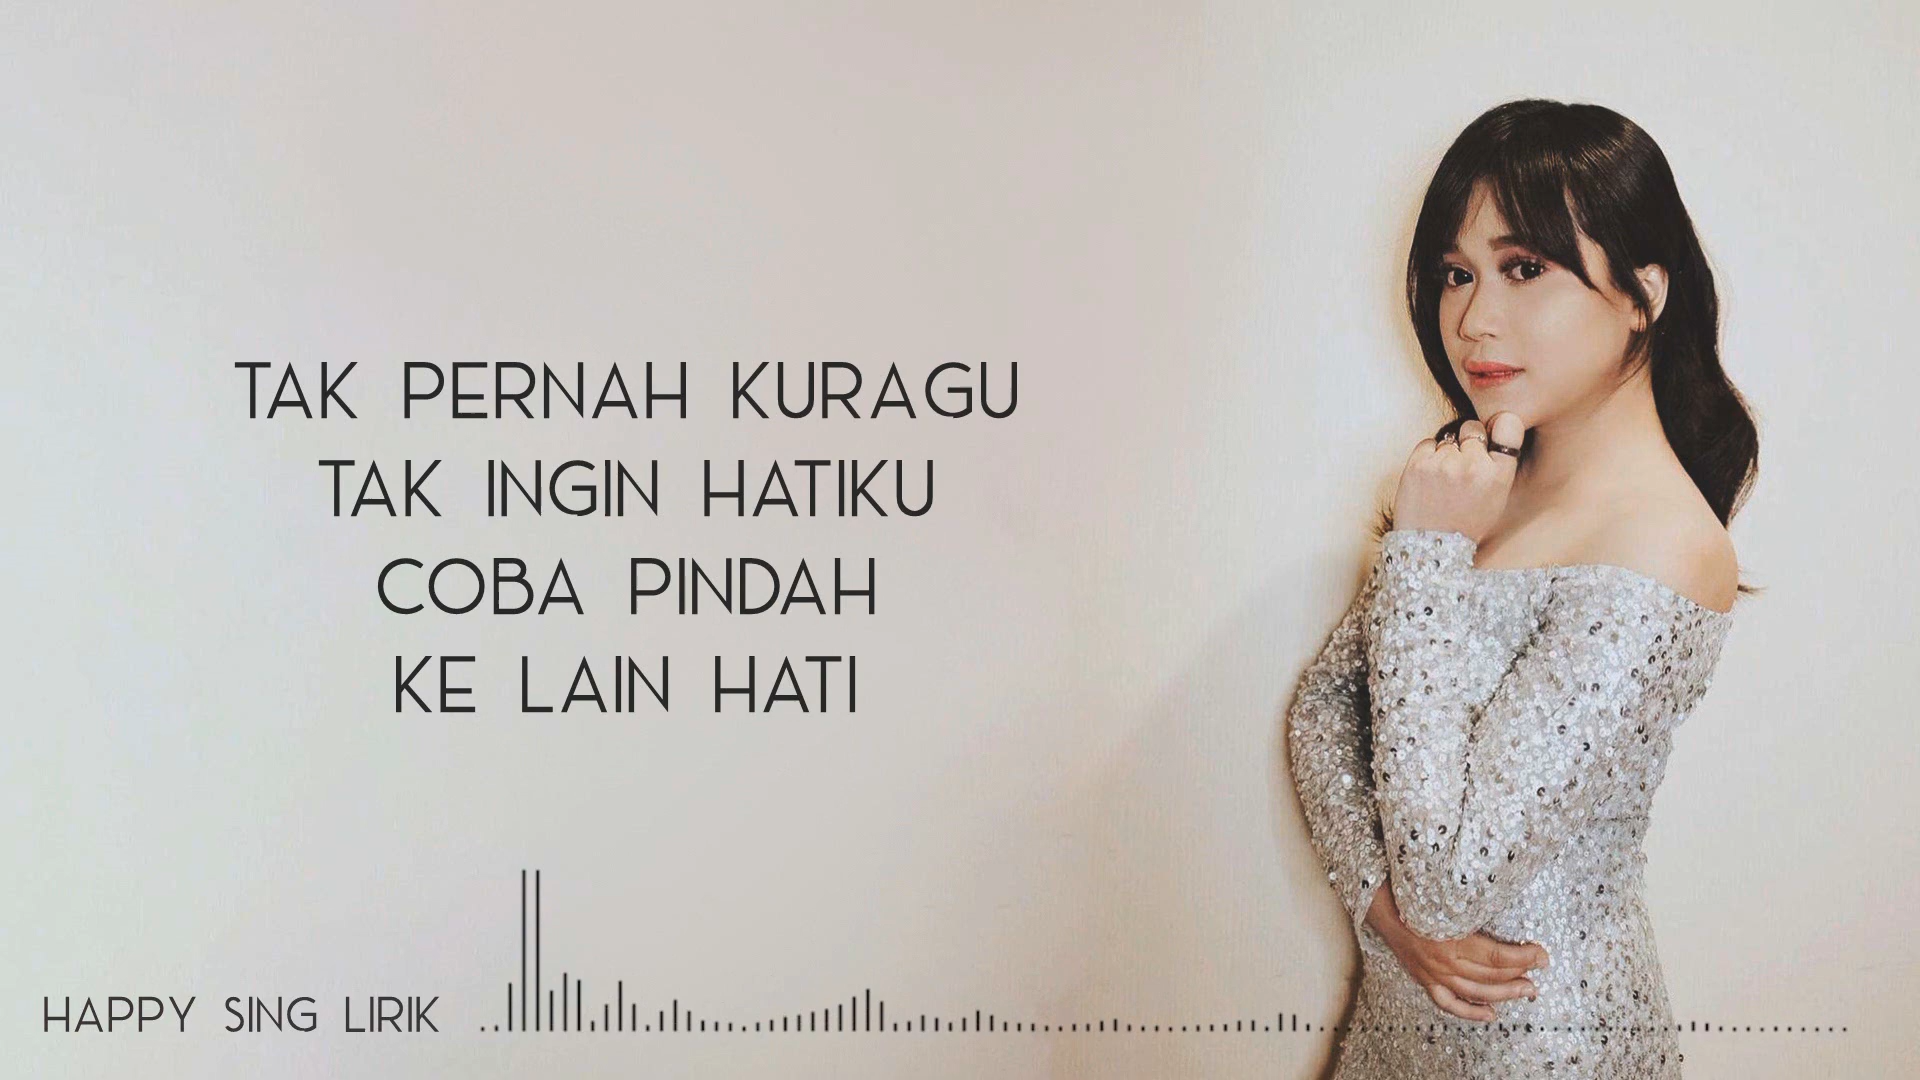 TAK PERNAH KURAGU
TAK INGIN HATIKU
COBA PINDAH
KE LAIN HATI
HAPPY SING LIRIK